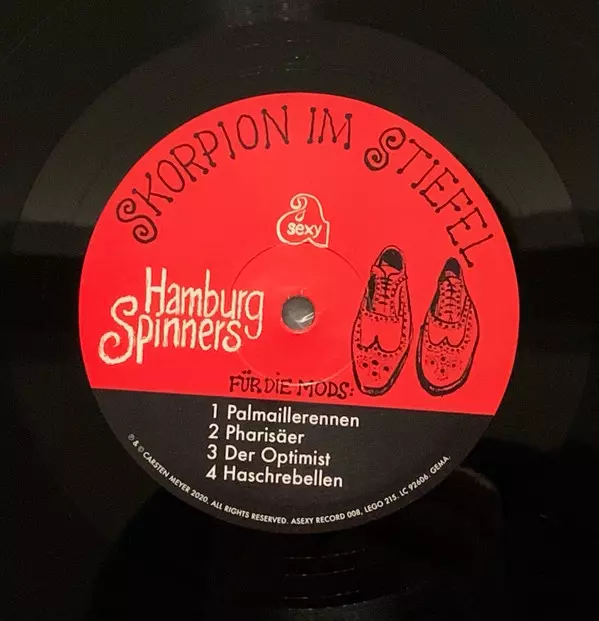 SKORPION IM STIEFEL
a sexy
Hamburg
Spinners
FÜR DIE MODS:
1 Palmaillerennen
2 Pharisäer
3 Der Optimist
4 Haschrebellen
℗ & © CARSTEN MEYER 2020. ALL RIGHTS RESERVED. ASEXY RECORD 008, LEGO 215. LC 92606. GEMA.